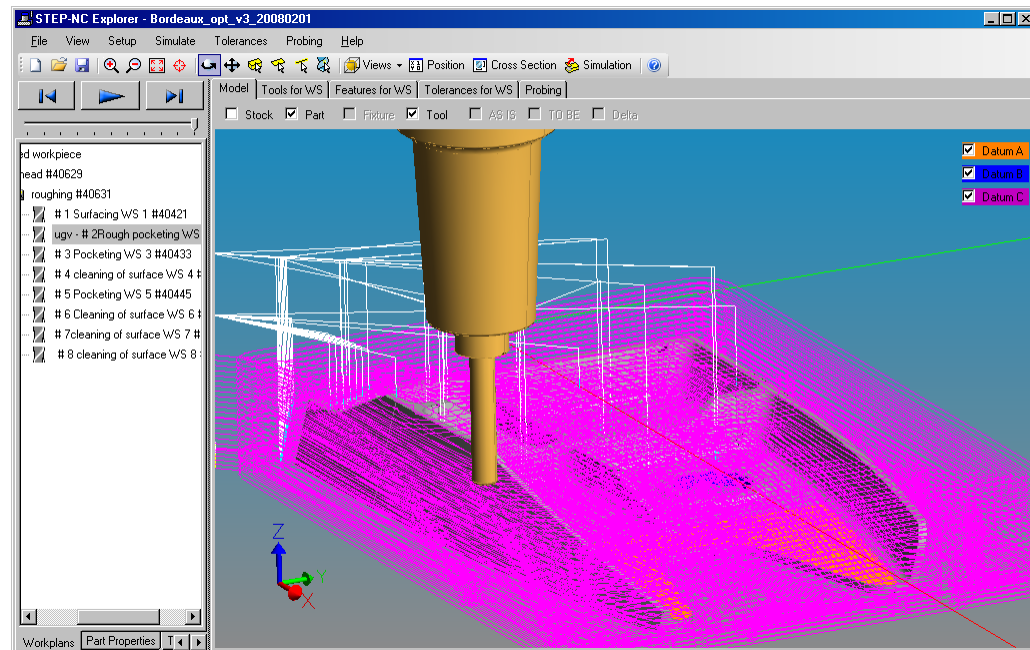 STEP-NC Explorer - Bordeaux_opt_v3_20080201
File View Setup Simulate Tolerances Probing Help
Views Position Cross Section Simulation
Model Tools for WS Features for WS Tolerances for WS Probing
Stock Part Fixture Tool AS IS TO BE Delta
ed workpiece
head #40629
roughing #40631
# 1 Surfacing WS 1 #40421
ugv - # 2Rough pocketing WS
# 3 Pocketing WS 3 #40433
# 4 cleaning of surface WS 4 #
# 5 Pocketing WS 5 #40445
# 6 Cleaning of surface WS 6 #
# 7cleaning of surface WS 7 #
# 8 cleaning of surface WS 8
Datum A
Datum B
Datum C
Z
Y
X
Workplans Part Properties T